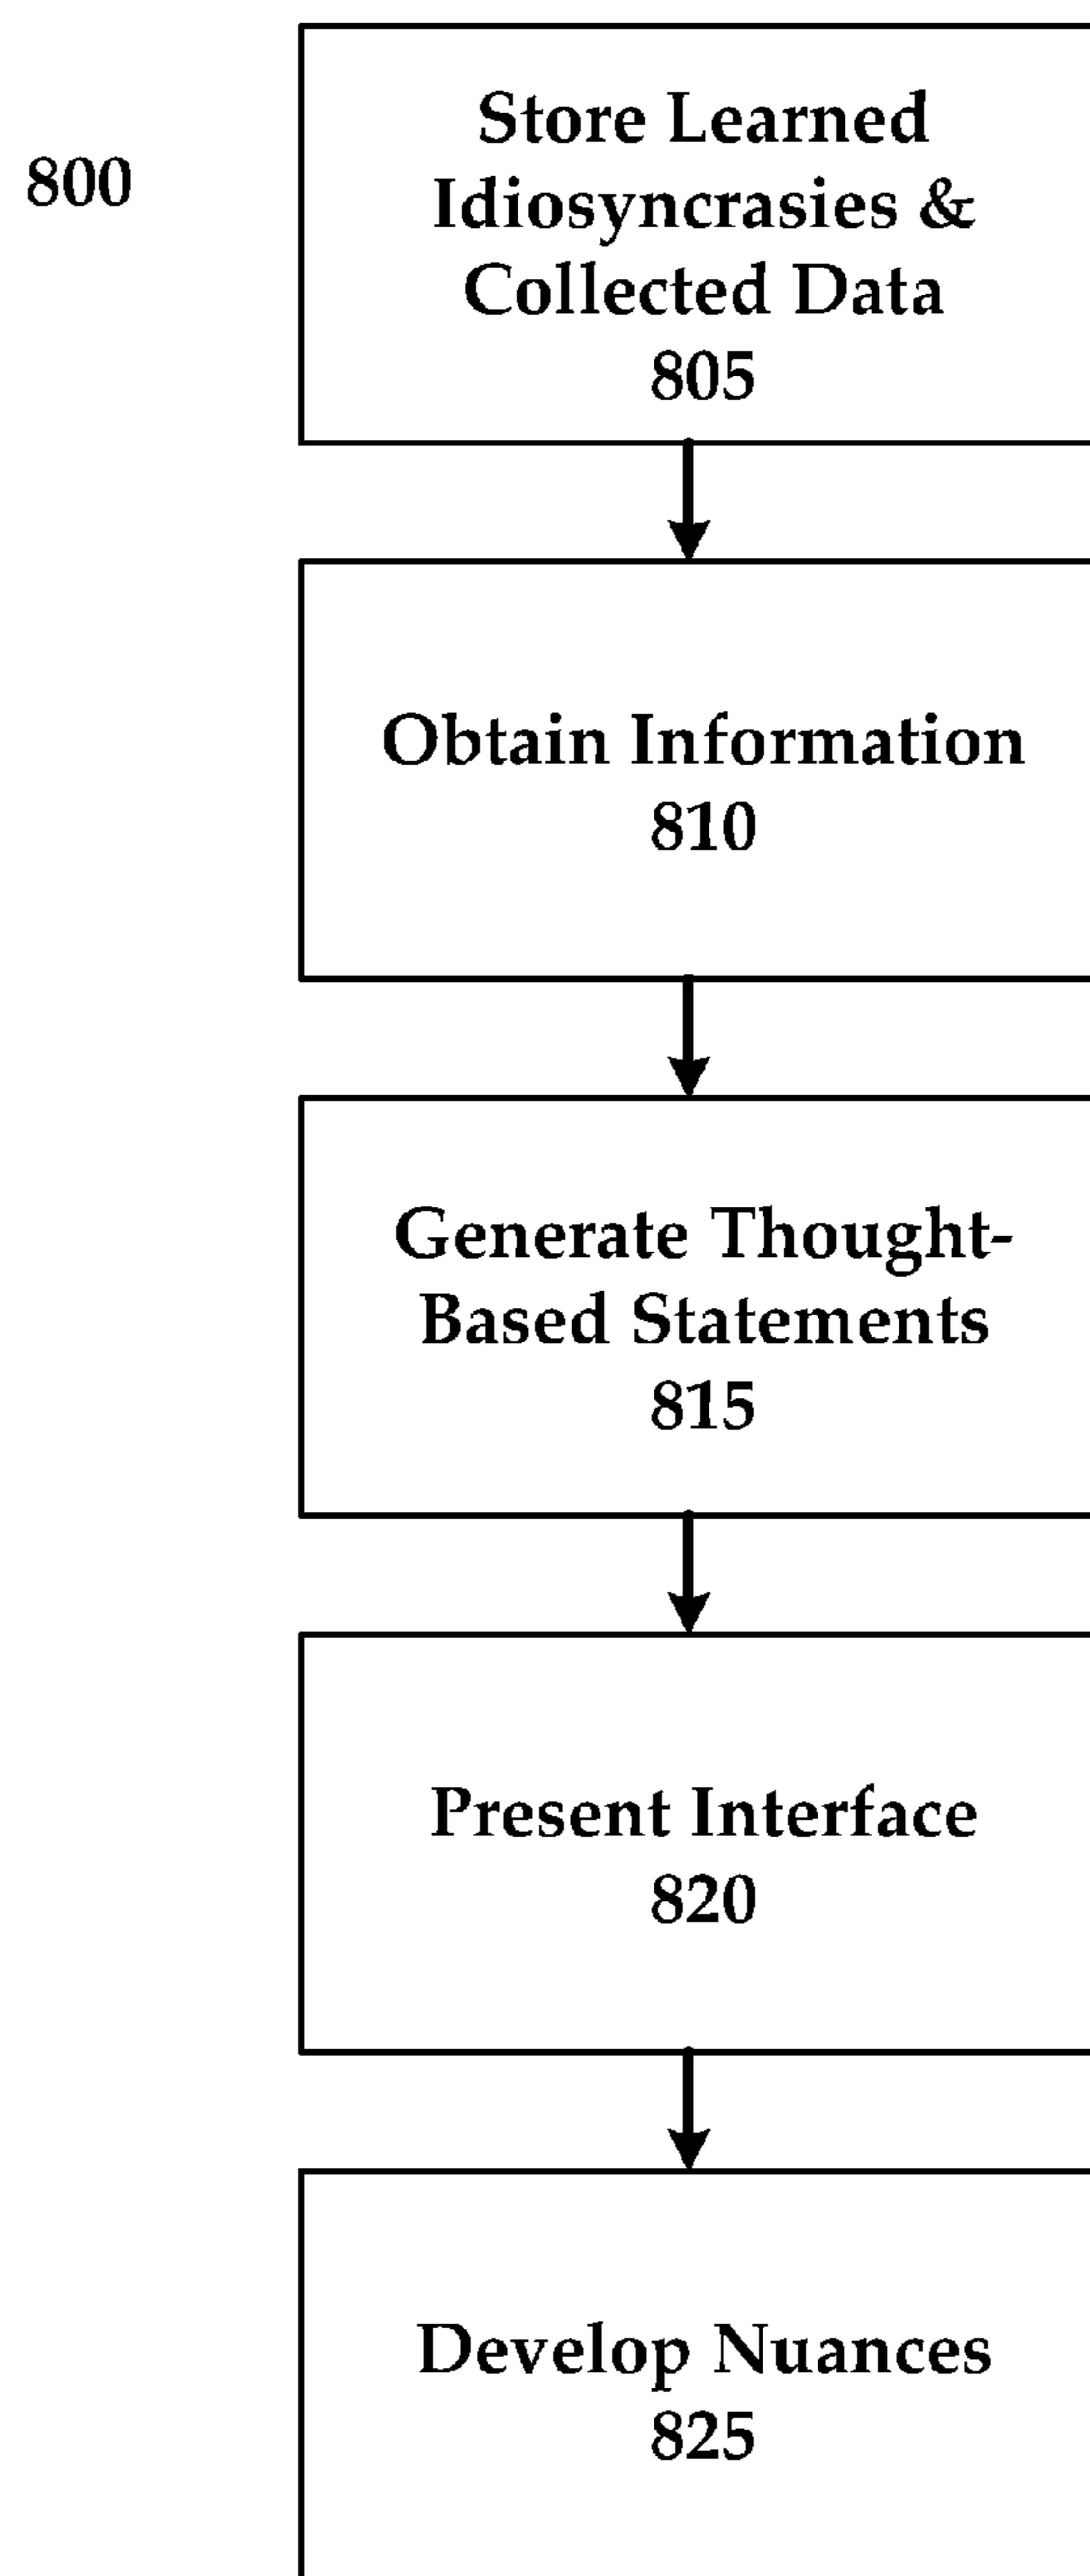 800
Store Learned
Idiosyncrasies &
Collected Data
805
Obtain Information
810
Generate Thought-
Based Statements
815
Present Interface
820
Develop Nuances
825